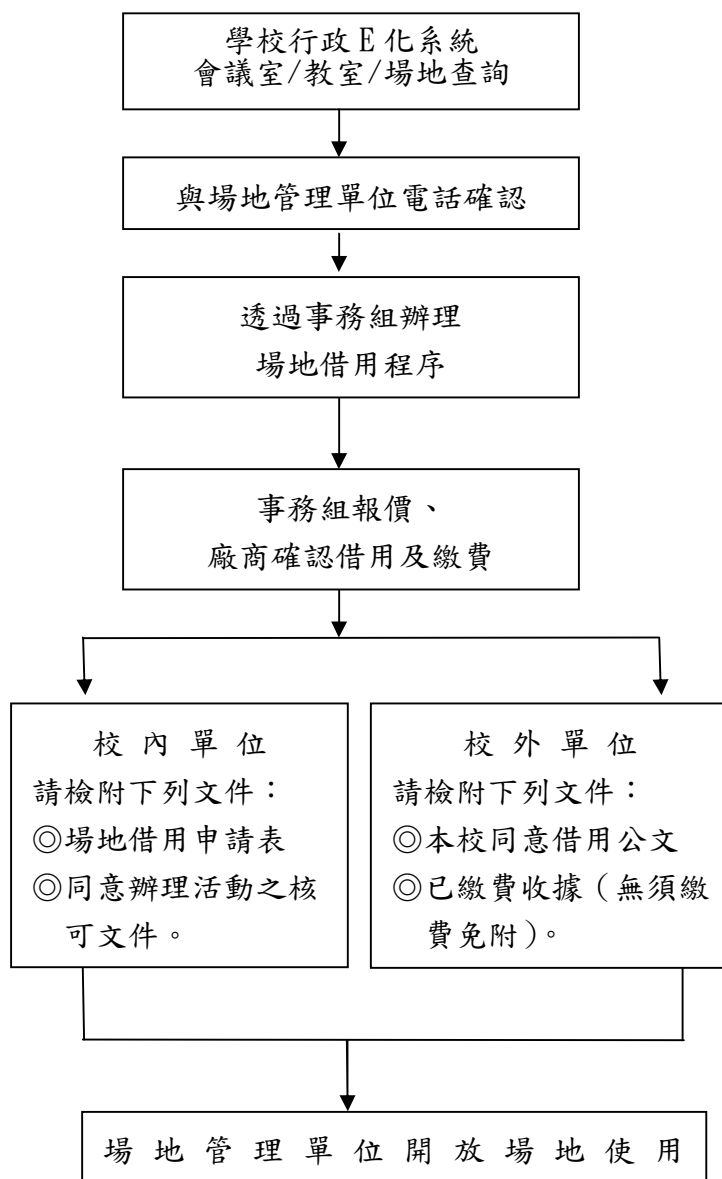 學校行政E化系統
會議室/教室/場地查詢
與場地管理單位電話確認
透過事務組辦理
場地借用程序
事務組報價、
廠商確認借用及繳費
校內單位
請檢附下列文件：
◎場地借用申請表
◎同意辦理活動之核
可文件。
校外單位
請檢附下列文件：
◎本校同意借用公文
◎已繳費收據（無須繳
費免附）。
場地管理單位開放場地使用